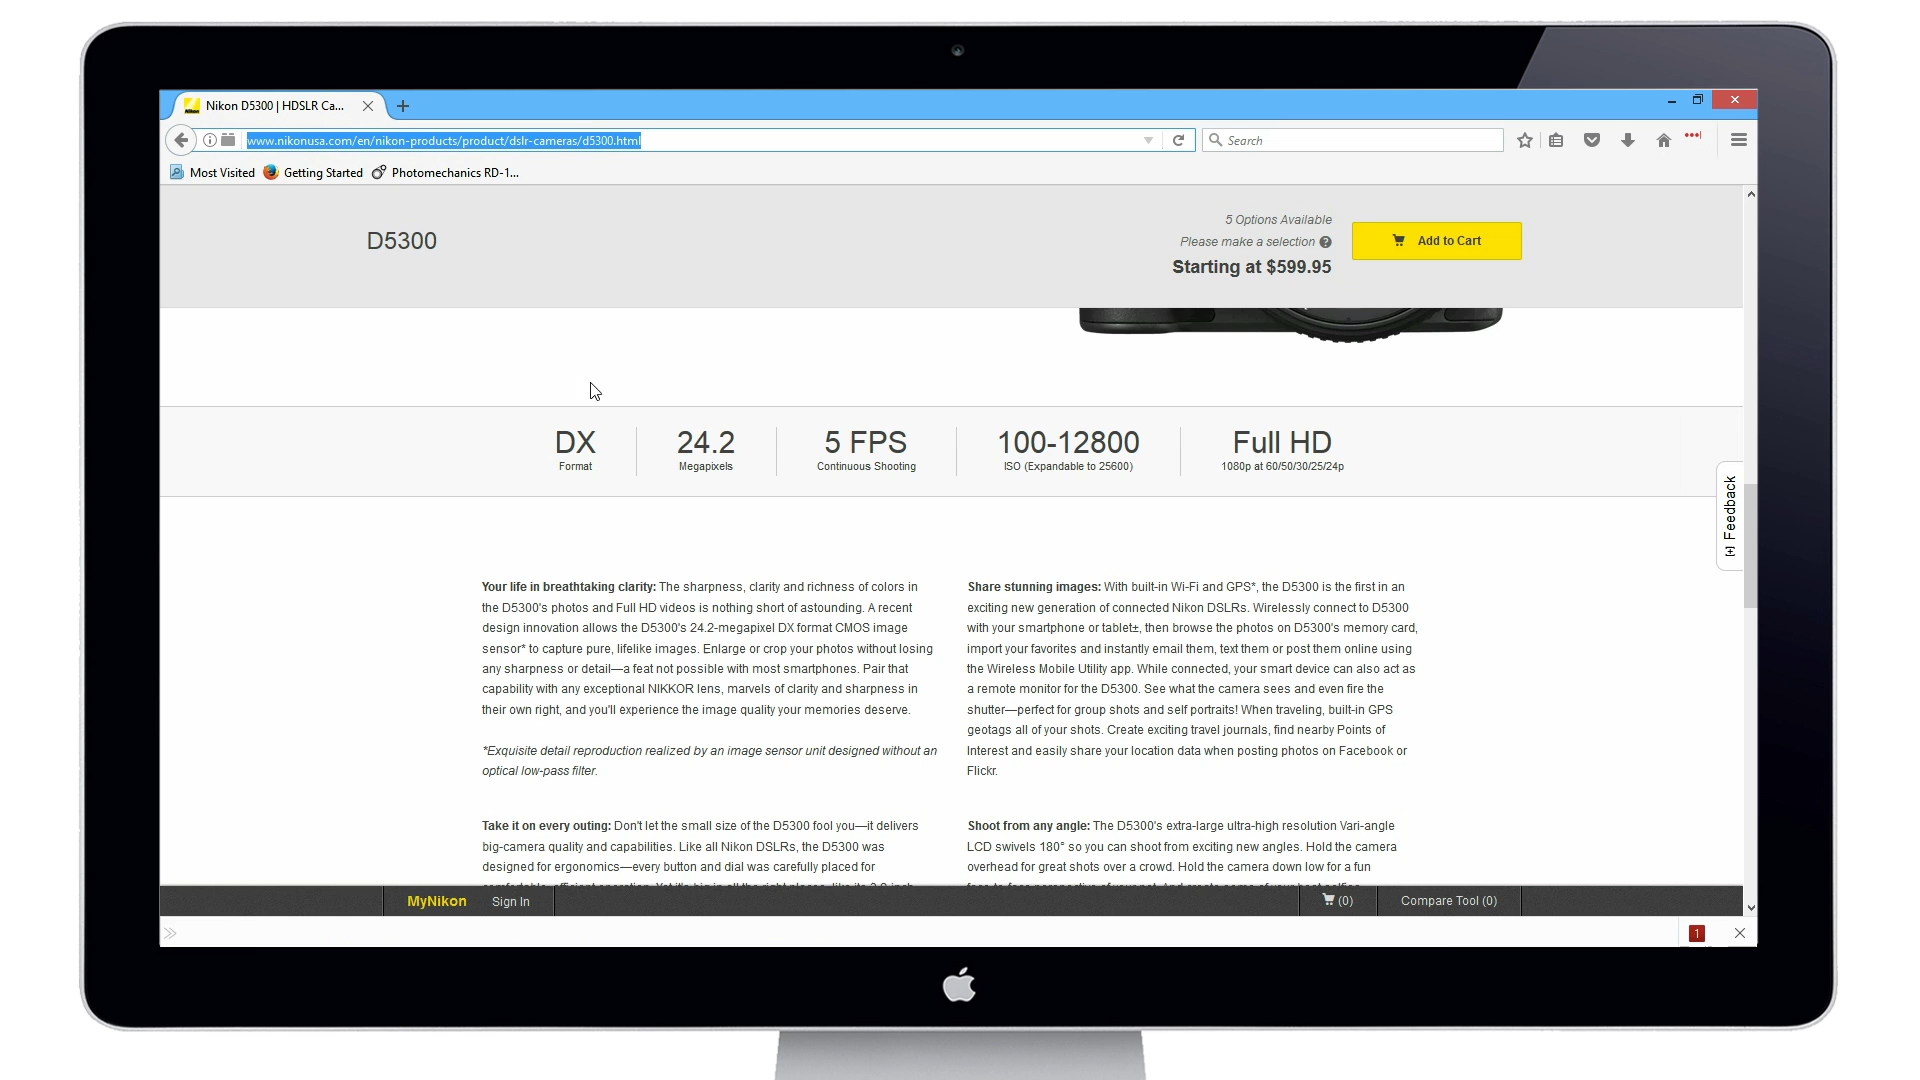 Nikon D5300 | HDSLR Ca...
www.nikonusa.com/en/nikon-products/product/dslr-cameras/d5300.html
Search
Most Visited Getting Started Photomechanics RD-1...
D5300
5 Options Available
Please make a selection ?
Starting at $599.95
Add to Cart
DX
Format
24.2
Megapixels
5 FPS
Continuous Shooting
100-12800
ISO (Expandable to 25600)
Full HD
1080p at 60/50/30/25/24p
[+] Feedback
Your life in breathtaking clarity: The sharpness, clarity and richness of colors in
the D5300's photos and Full HD videos is nothing short of astounding. A recent
design innovation allows the D5300's 24.2-megapixel DX format CMOS image
sensor* to capture pure, lifelike images. Enlarge or crop your photos without losing
any sharpness or detail—a feat not possible with most smartphones. Pair that
capability with any exceptional NIKKOR lens, marvels of clarity and sharpness in
their own right, and you'll experience the image quality your memories deserve.
*Exquisite detail reproduction realized by an image sensor unit designed without an
optical low-pass filter.
Share stunning images: With built-in Wi-Fi and GPS*, the D5300 is the first in an
exciting new generation of connected Nikon DSLRs. Wirelessly connect to D5300
with your smartphone or tablet±, then browse the photos on D5300's memory card,
import your favorites and instantly email them, text them or post them online using
the Wireless Mobile Utility app. While connected, your smart device can also act as
a remote monitor for the D5300. See what the camera sees and even fire the
shutter—perfect for group shots and self portraits! When traveling, built-in GPS
geotags all of your shots. Create exciting travel journals, find nearby Points of
Interest and easily share your location data when posting photos on Facebook or
Flickr.
Take it on every outing: Don't let the small size of the D5300 fool you—it delivers
big-camera quality and capabilities. Like all Nikon DSLRs, the D5300 was
designed for ergonomics—every button and dial was carefully placed for
Shoot from any angle: The D5300's extra-large ultra-high resolution Vari-angle
LCD swivels 180° so you can shoot from exciting new angles. Hold the camera
overhead for great shots over a crowd. Hold the camera down low for a fun
MyNikon Sign In (0) Compare Tool (0)
1